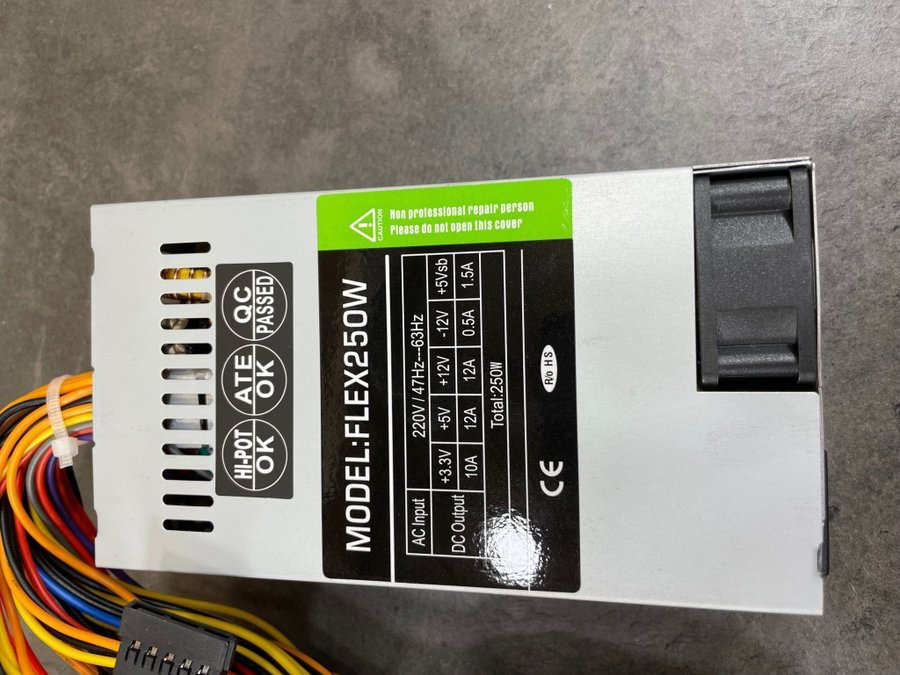 CAUTION
Non professional repair person
Please do not open this cover
MODEL:FLEX250W
AC Input 220V / 47Hz---63Hz
DC Output +3.3V +5V +12V -12V +5Vsb
10A 12A 12A 0.5A 1.5A
Total:250W
CE R/o HS
HI-POT OK
ATE OK
QC PASSED